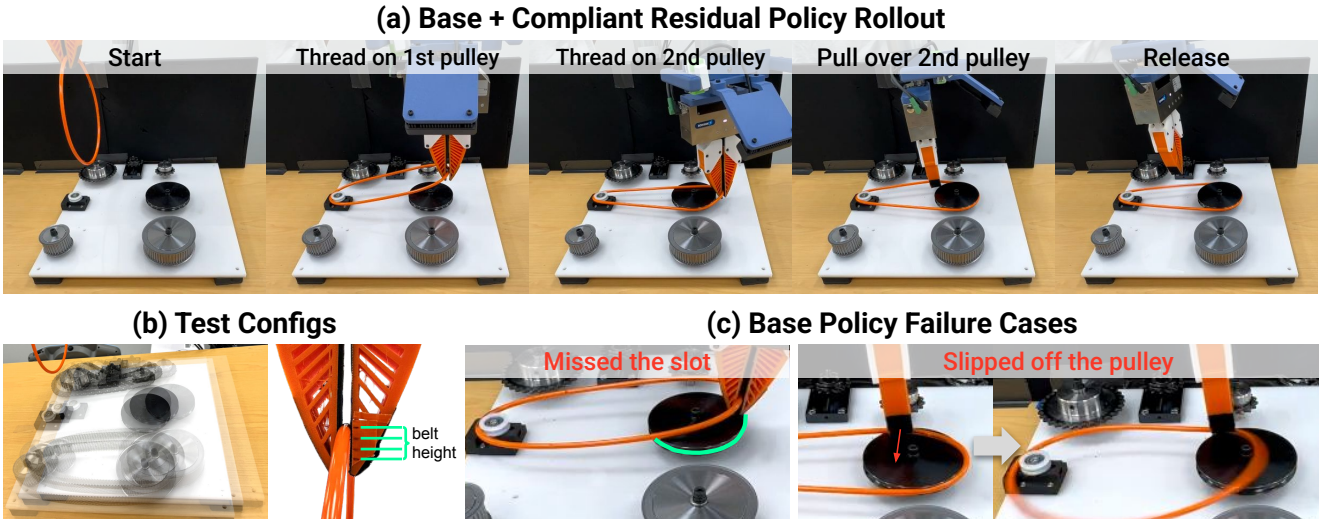 (a) Base + Compliant Residual Policy Rollout
Start
Thread on 1st pulley
Thread on 2nd pulley
Pull over 2nd pulley
Release
(b) Test Configs
(c) Base Policy Failure Cases
belt
height
Missed the slot
Slipped off the pulley